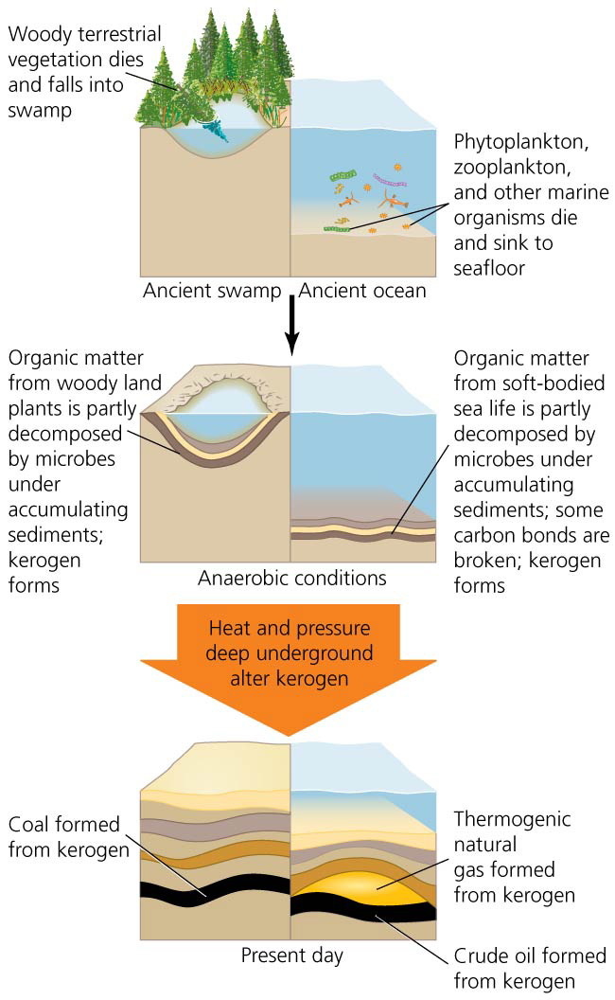 Woody terrestrial
vegetation dies
and falls into
swamp
Phytoplankton,
zooplankton,
and other marine
organisms die
and sink to
seafloor
Ancient swamp
Ancient ocean
Organic matter
from woody land
plants is partly
decomposed
by microbes
under
accumulating
sediments;
kerogen
forms
Organic matter
from soft-bodied
sea life is partly
decomposed by
microbes under
accumulating
sediments; some
carbon bonds are
broken; kerogen
forms
Anaerobic conditions
Heat and pressure
deep underground
alter kerogen
Coal formed
from kerogen
Thermogenic
natural
gas formed
from kerogen
Crude oil formed
from kerogen
Present day